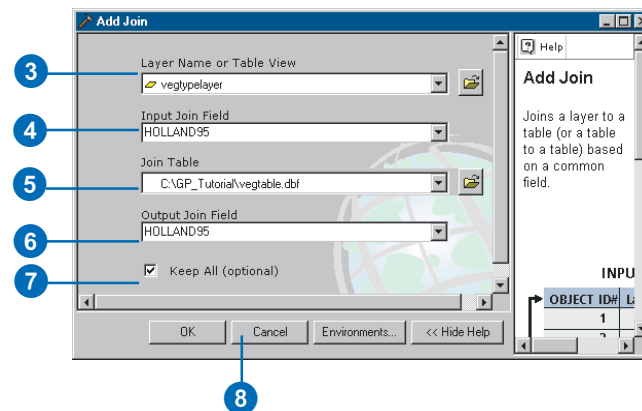 Add Join
3
Layer Name or Table View
vegtypelayer
4
Input Join Field
HOLLAND95
5
Join Table
C:\GP_Tutorial\vegtable.dbf
6
Output Join Field
HOLLAND95
7
Keep All (optional)
OK
Cancel
Environments...
<< Hide Help
8
Help
Add Join
Joins a layer to a
table (or a table
to a table) based
on a common
field.
INPU
OBJECT ID#
1